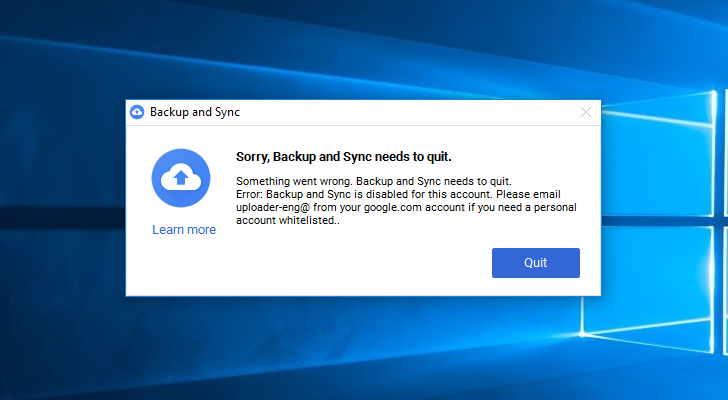 Backup and Sync
Sorry, Backup and Sync needs to quit.
Something went wrong. Backup and Sync needs to quit.
Error: Backup and Sync is disabled for this account. Please email
uploader-eng@ from your google.com account if you need a personal
account whitelisted..
Learn more
Quit